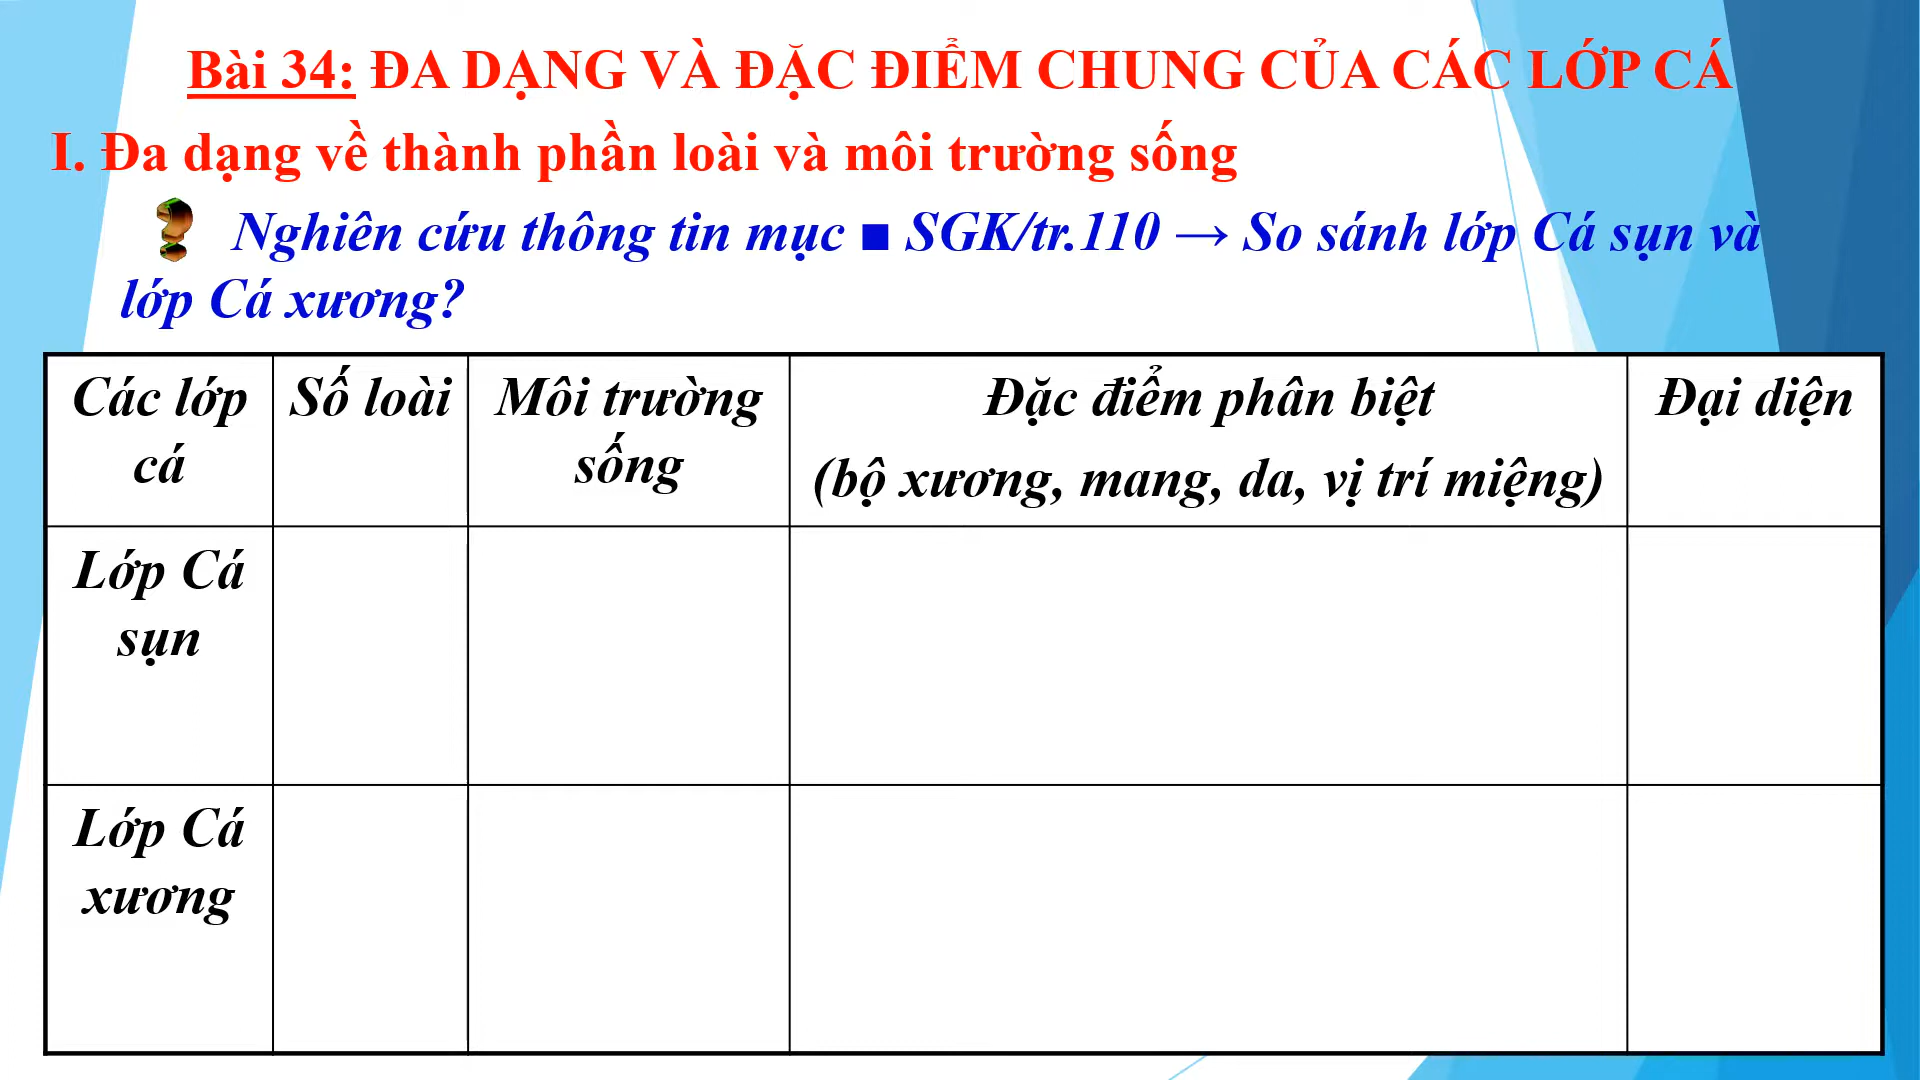 Bài 34: ĐA DẠNG VÀ ĐẶC ĐIỂM CHUNG CỦA CÁC LỚP CÁ
I. Đa dạng về thành phần loài và môi trường sống
? Nghiên cứu thông tin mục ■ SGK/tr.110 → So sánh lớp Cá sụn và
lớp Cá xương?
Các lớp
cá
Số loài
Môi trường
sống
Đặc điểm phân biệt
(bộ xương, mang, da, vị trí miệng)
Đại diện
Lớp Cá
sụn
Lớp Cá
xương